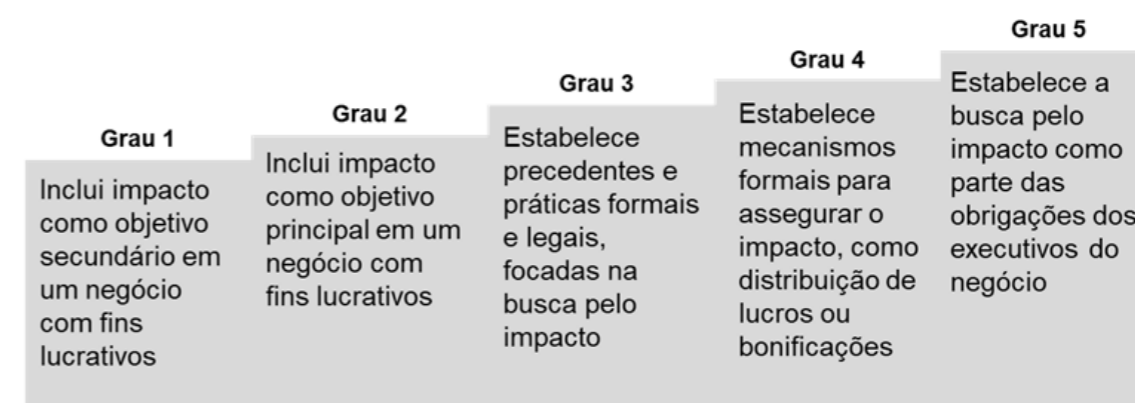 Grau 1
Inclui impacto
como objetivo
secundário em
um negócio
com fins
lucrativos
Grau 2
Inclui impacto
como objetivo
principal em um
negócio com
fins lucrativos
Grau 3
Estabelece
precedentes e
práticas formais
e legais,
focadas na
busca pelo
impacto
Grau 4
Estabelece
mecanismos
formais para
assegurar o
impacto, como
distribuição de
lucros ou
bonificações
Grau 5
Estabelece a
busca pelo
impacto como
parte das
obrigações dos
executivos do
negócio